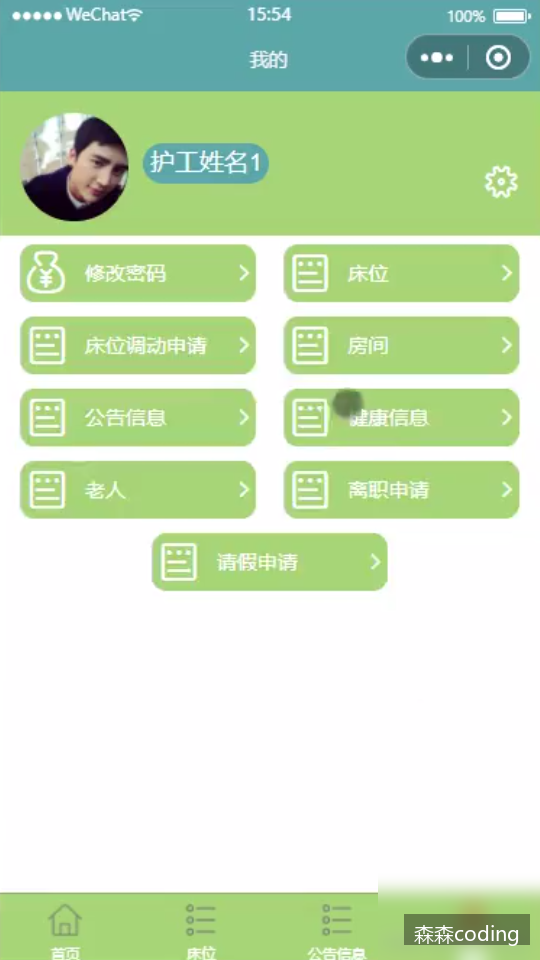 WeChat 15:54 100%
我的
护工姓名1
修改密码 床位
床位调动申请 房间
公告信息 健康信息
老人 离职申请
请假申请
首页 床位 公告信息
森森coding